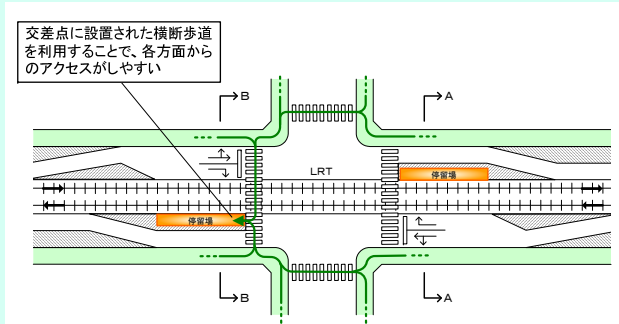 交差点に設置された横断歩道
を利用することで、各方面から
のアクセスがしやすい
B
A
LRT
停留場
停留場
B
A